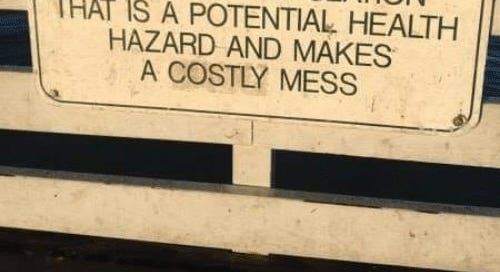 THAT IS A POTENTIAL HEALTH
HAZARD AND MAKES
A COSTLY MESS